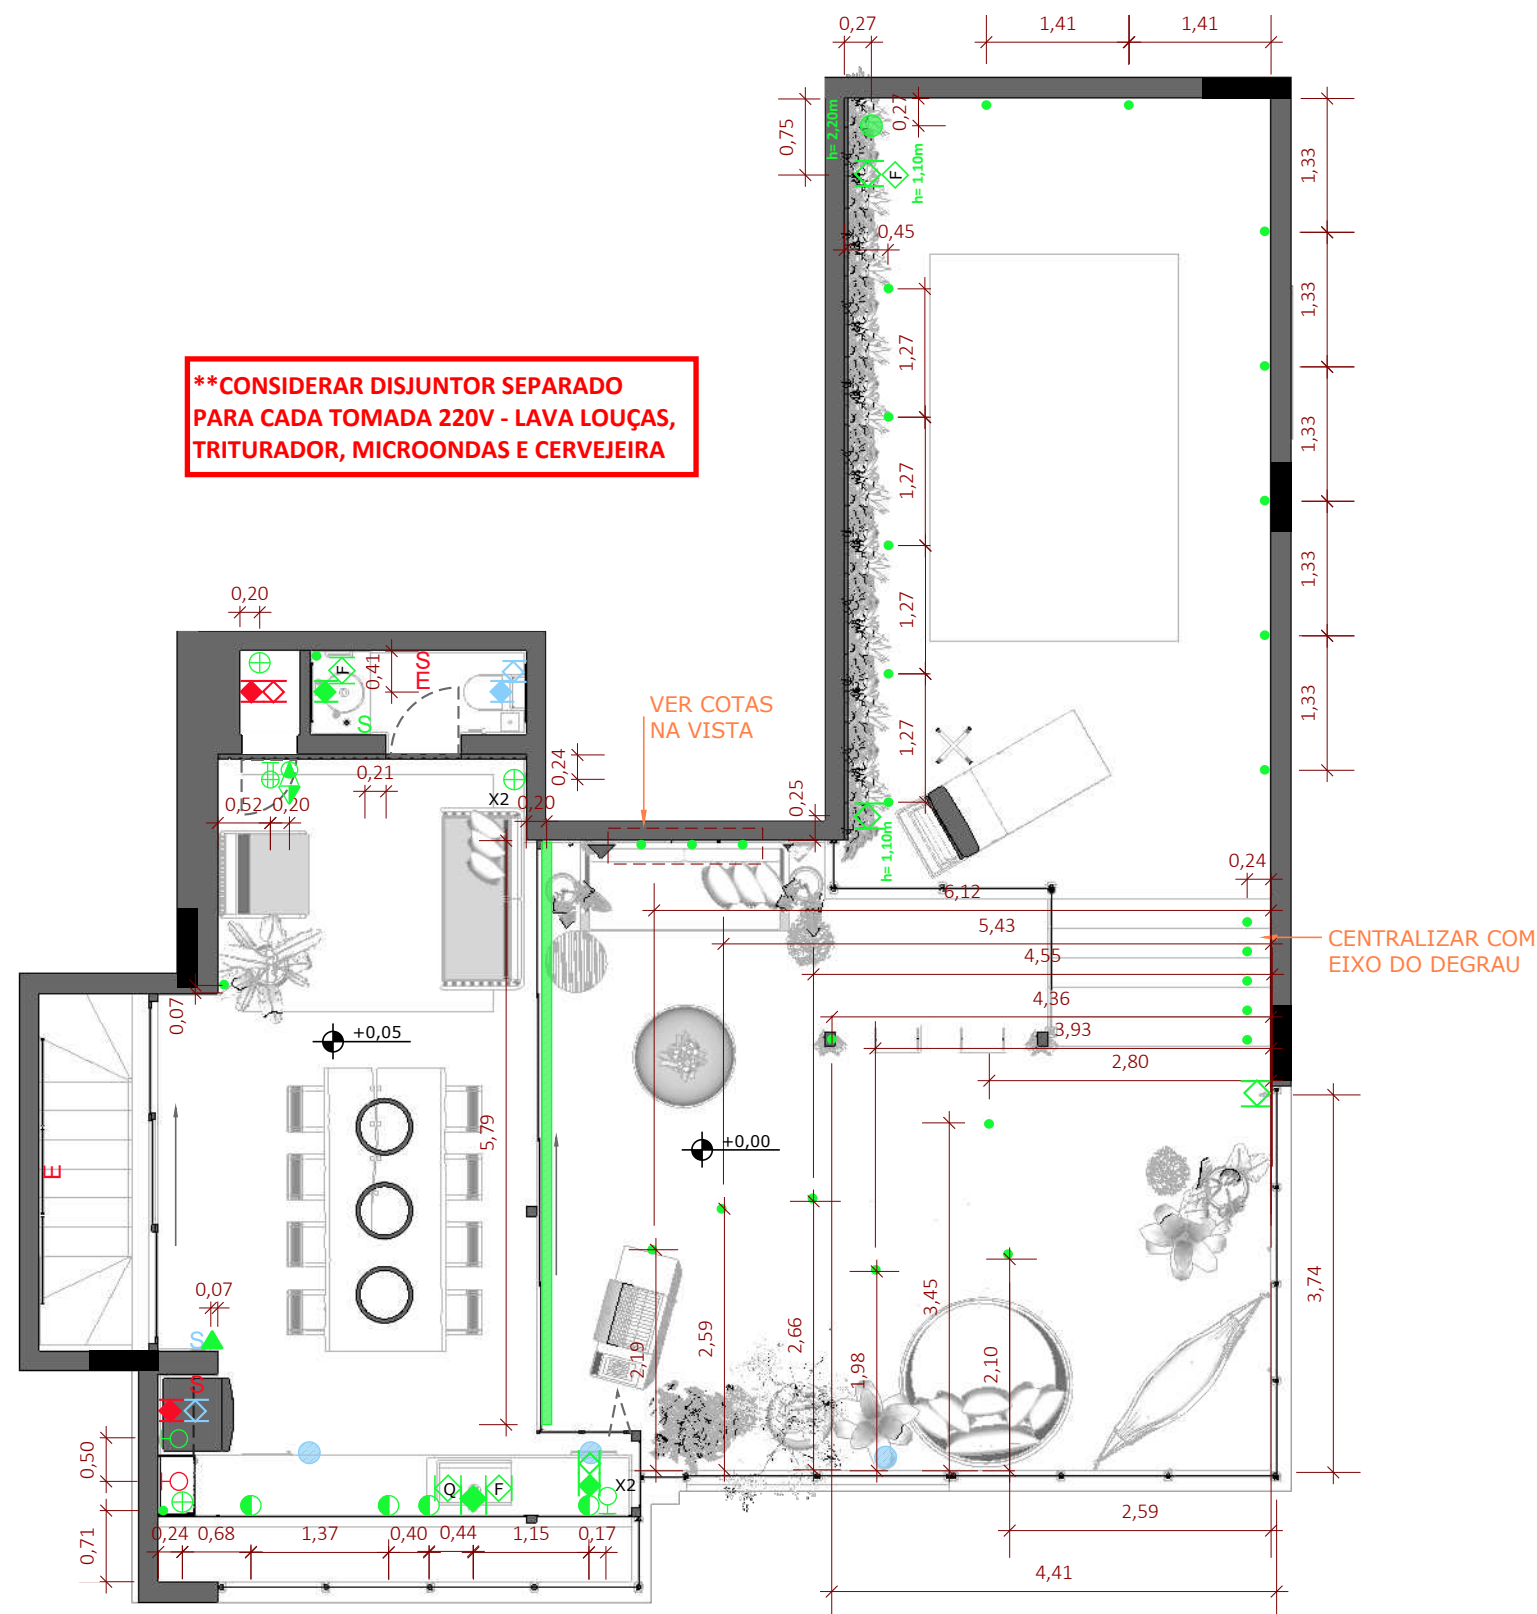 0,27
1,41
1,41
0,75
h= 2,20m
0,27
F
h= 1,10m
1,33
0,45
1,33
1,27
**CONSIDERAR DISJUNTOR SEPARADO
PARA CADA TOMADA 220V - LAVA LOUÇAS,
TRITURADOR, MICROONDAS E CERVEJEIRA
1,33
1,27
1,33
1,27
0,20
F
0,41
S
E
S
1,33
VER COTAS
NA VISTA
1,27
0,24
0,21
0,52
0,20
X2
0,20
0,25
h= 1,10m
0,24
6,12
5,43
CENTRALIZAR COM
EIXO DO DEGRAU
4,55
4,36
0,07
+0,05
3,93
2,80
5,79
+0,00
E
0,07
S
3,45
3,74
2,59
2,66
2,19
1,98
2,10
S
0,50
Q
F
X2
0,71
0,24
0,68
1,37
0,40
0,44
1,15
0,17
2,59
4,41